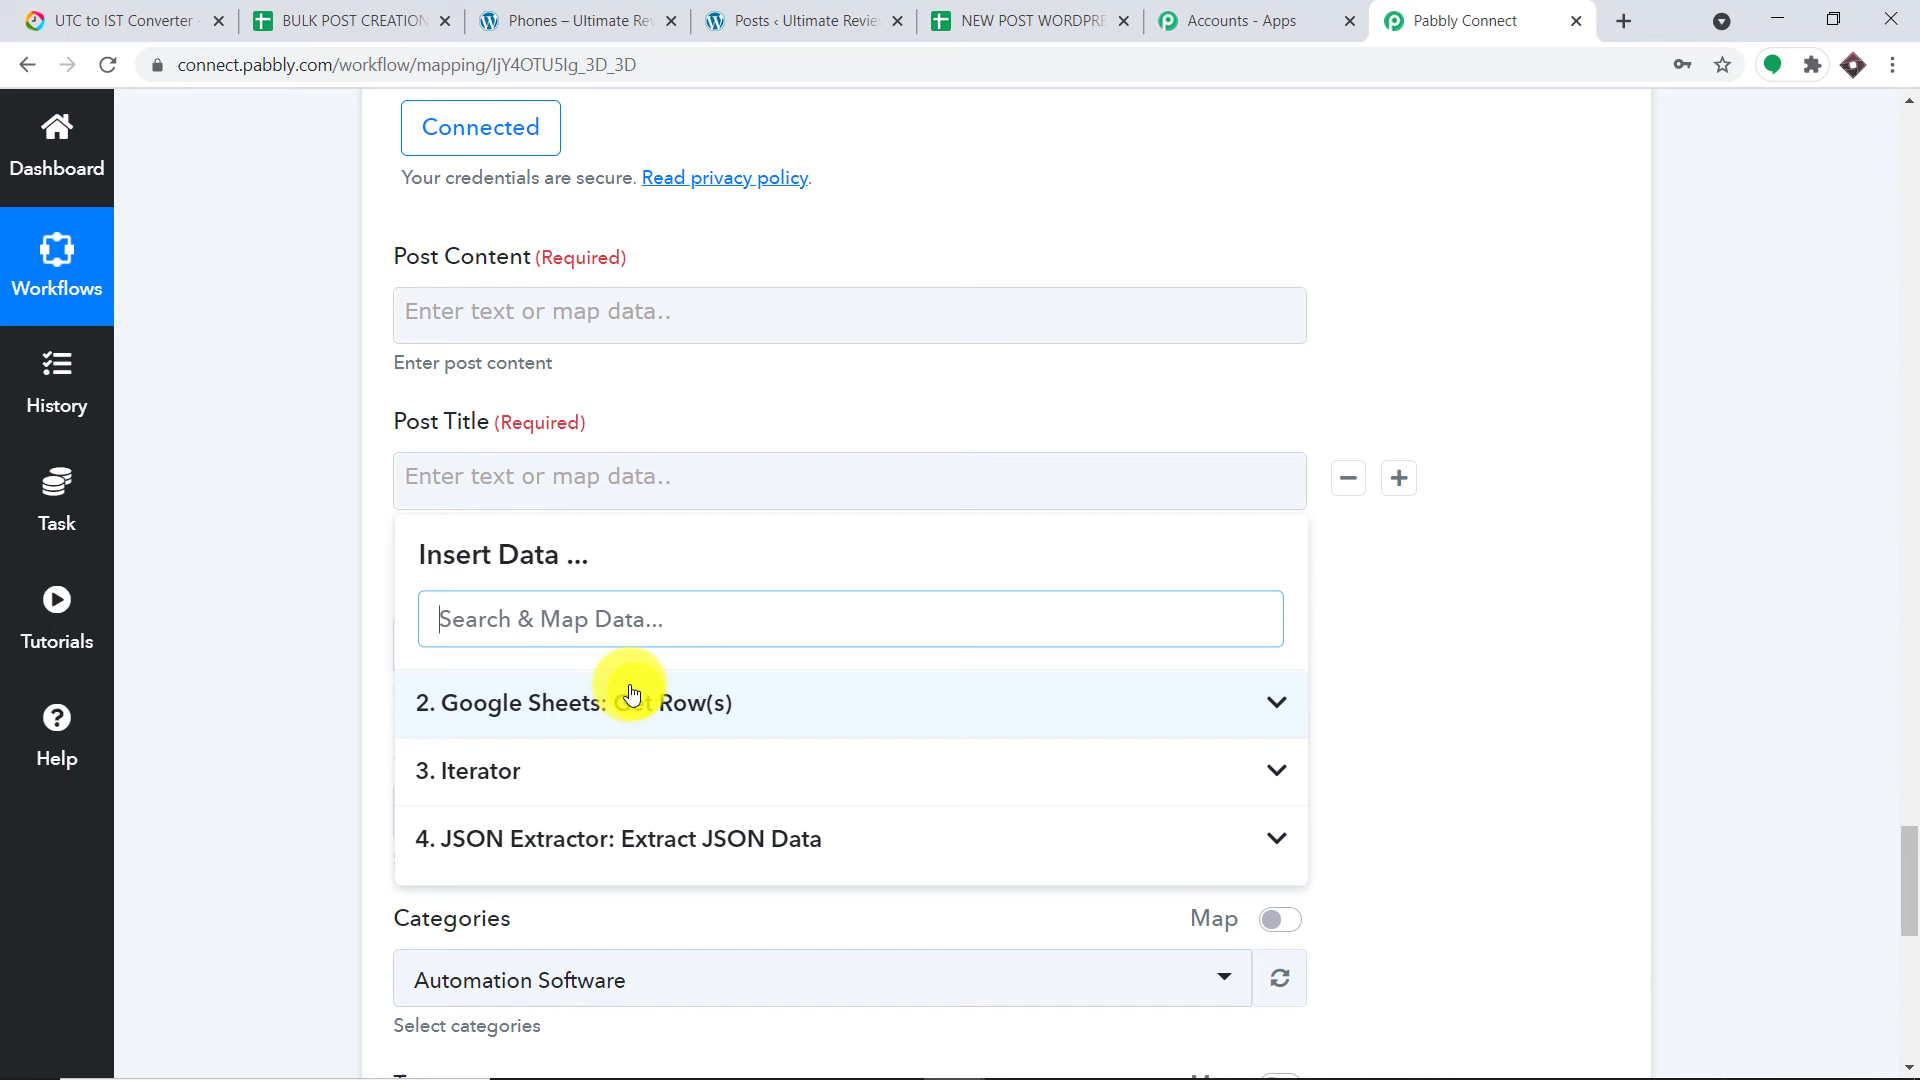 UTC to IST Converter
BULK POST CREATION
Phones – Ultimate Re
Posts ‹ Ultimate Revie
NEW POST WORDPRE
Accounts - Apps
Pabbly Connect
connect.pabbly.com/workflow/mapping/IjY4OTU5Ig_3D_3D
Dashboard
Workflows
History
Task
Tutorials
Help
Connected
Your credentials are secure. Read privacy policy.
Post Content (Required)
Enter text or map data..
Enter post content
Post Title (Required)
Enter text or map data..
Insert Data ...
Search & Map Data...
2. Google Sheets: Get Row(s)
3. Iterator
4. JSON Extractor: Extract JSON Data
Categories
Map
Automation Software
Select categories